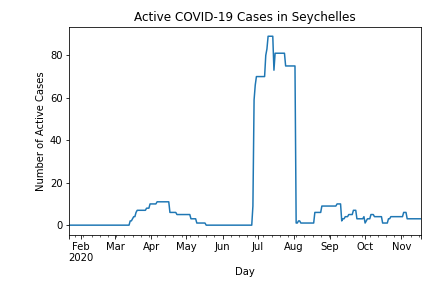 Active COVID-19 Cases in Seychelles
Number of Active Cases
80
60
40
20
0
Feb Mar Apr May Jun Jul Aug Sep Oct Nov
2020
Day